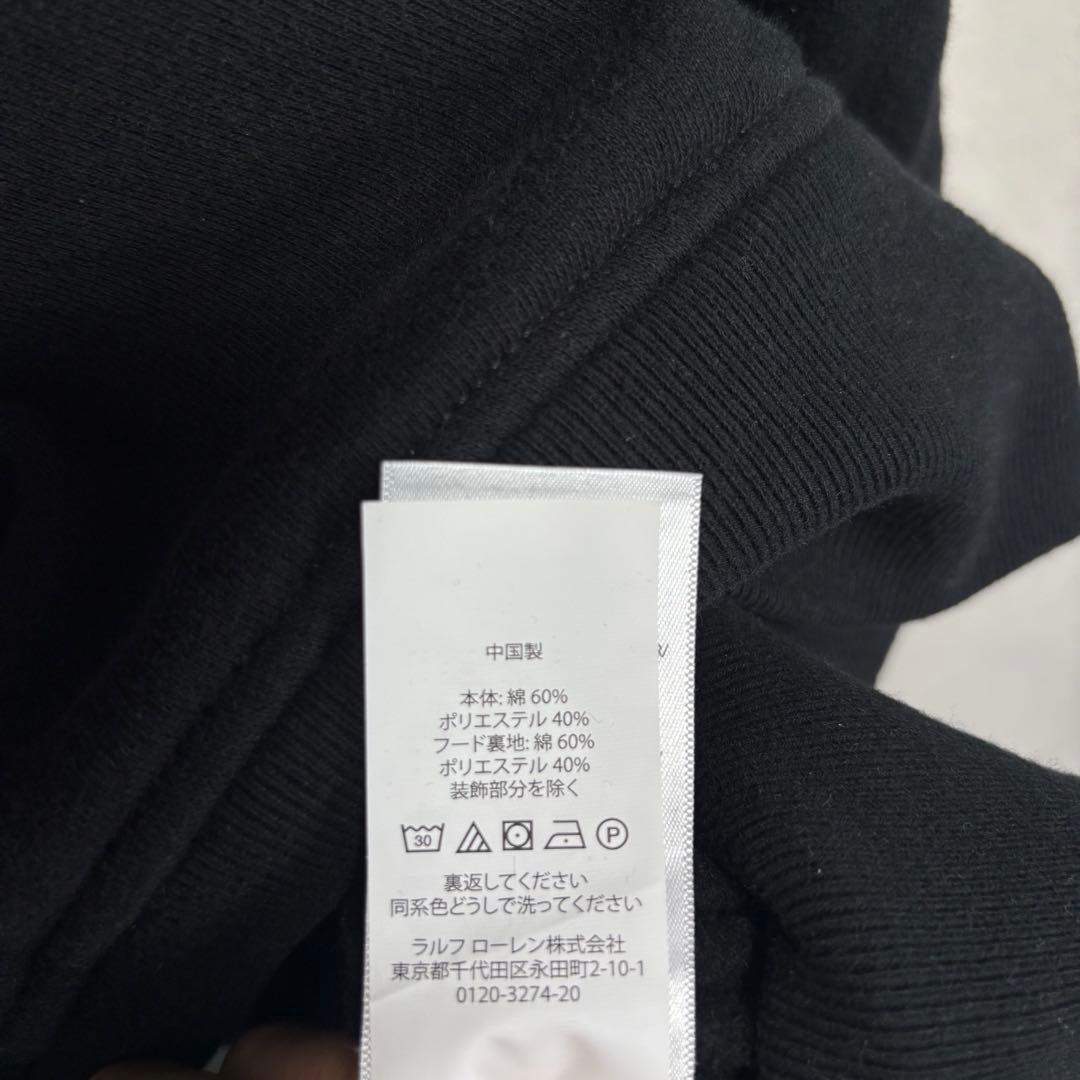 中国製
本体: 綿 60%
ポリエステル 40%
フード裏地: 綿 60%
ポリエステル 40%
装飾部分を除く
30 P
裏返してください
同系色どうしで洗ってください
ラルフ ローレン株式会社
東京都千代田区永田町2-10-1
0120-3274-20